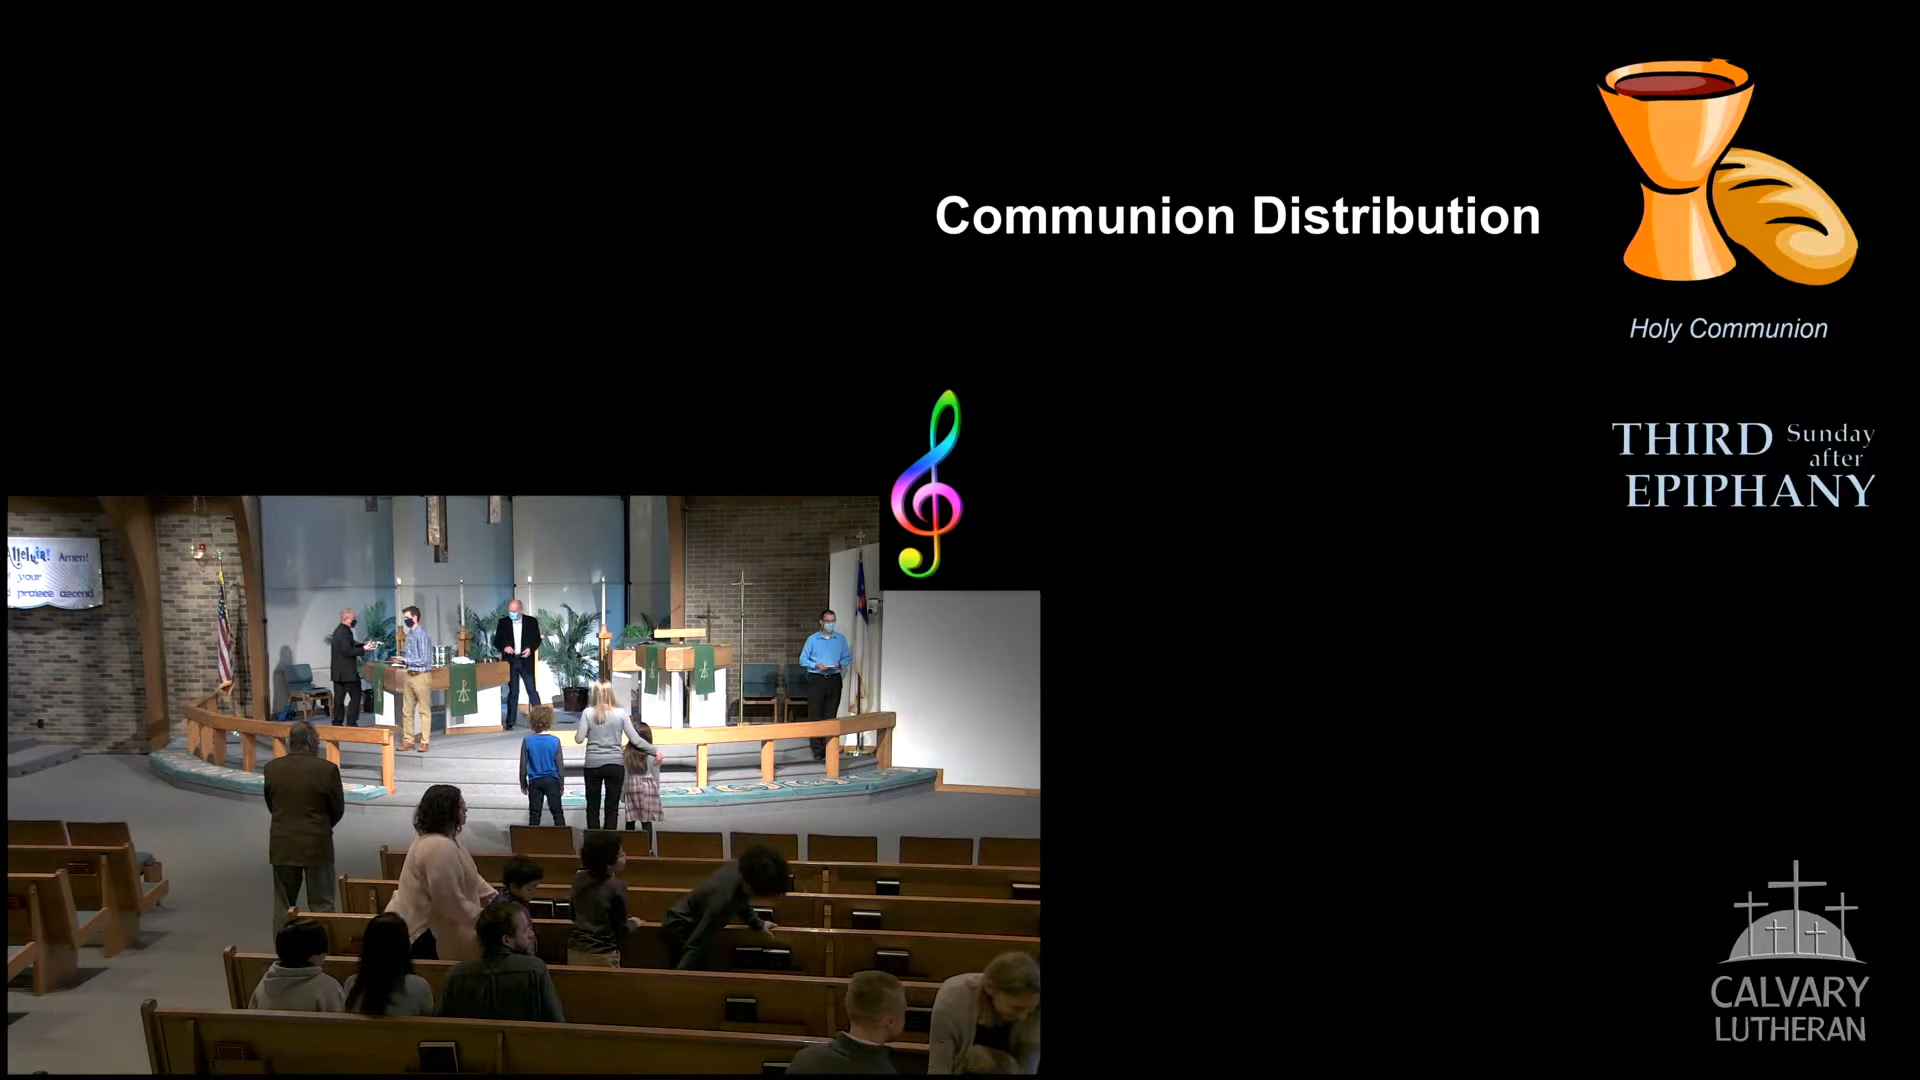 Communion Distribution
Holy Communion
THIRD Sunday
after
EPIPHANY
Alleluia! Amen!
your
praises ascend
CALVARY
LUTHERAN